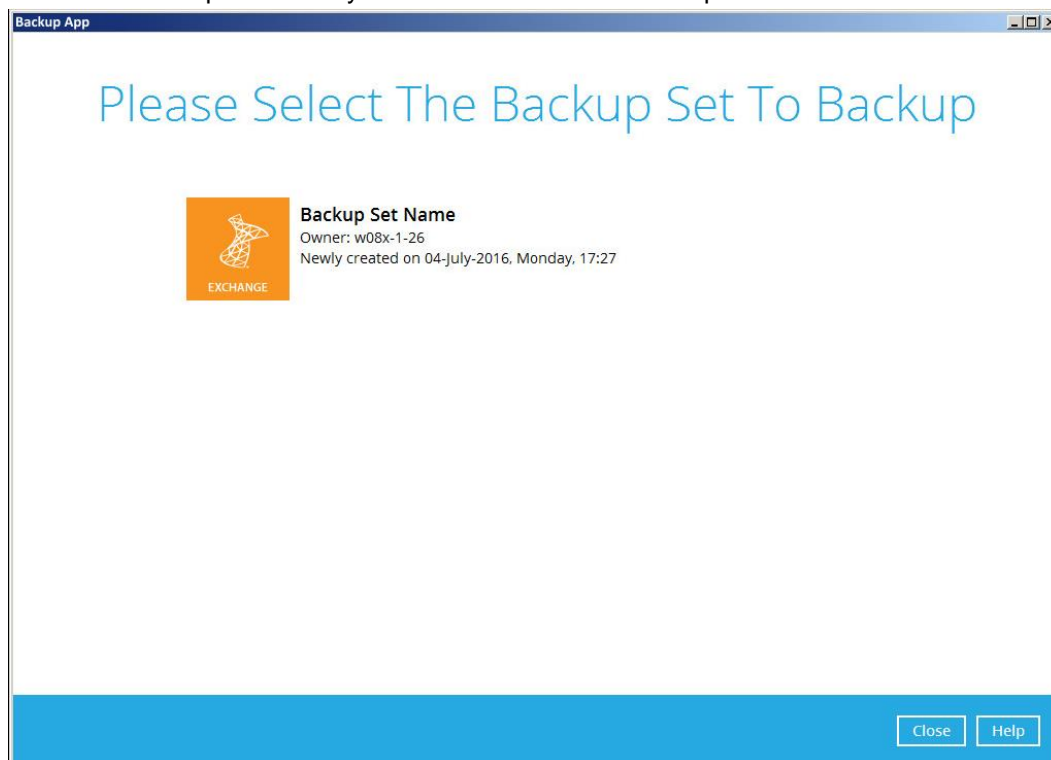 Backup App
Please Select The Backup Set To Backup
Backup Set Name
Owner: w08x-1-26
Newly created on 04-July-2016, Monday, 17:27
EXCHANGE
Close Help